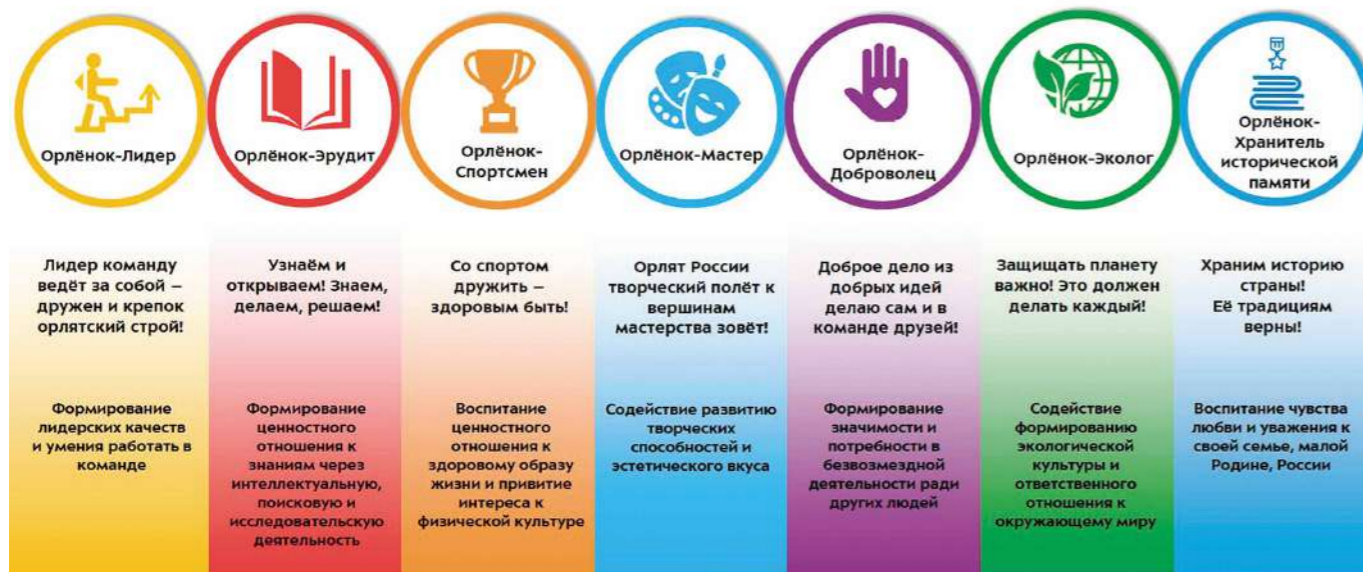 Орлёнок-Лидер
Орлёнок-Эрудит
Орлёнок-
Спортсмен
Орлёнок-Мастер
Орлёнок-
Доброволец
Орлёнок-Эколог
Орлёнок-
Хранитель
исторической
памяти
Лидер команду
ведёт за собой –
дружен и крепок
орлятский строй!
Узнаём и
открываем! Знаем,
делаем, решаем!
Со спортом
дружить –
здоровым быть!
Орлят России
творческий полёт к
вершинам
мастерства зовёт!
Доброе дело из
добрых идей
делаю сам и в
команде друзей!
Защищать планету
важно! Это должен
делать каждый!
Храним историю
страны!
Её традициям
верны!
Формирование
лидерских качеств
и умения работать в
команде
Формирование
ценностного
отношения к
знаниям через
интеллектуальную,
поисковую и
исследовательскую
деятельность
Воспитание
ценностного
отношения к
здоровому образу
жизни и привитие
интереса к
физической культуре
Содействие развитию
творческих
способностей и
эстетического вкуса
Формирование
значимости и
потребности в
безвозмездной
деятельности ради
других людей
Содействие
формированию
экологической
культуры и
ответственного
отношения к
окружающему миру
Воспитание чувства
любви и уважения к
своей семье, малой
Родине, России